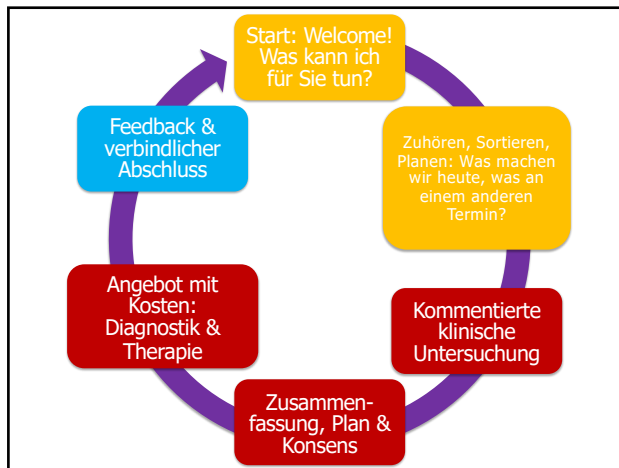 Start: Welcome!
Was kann ich
für Sie tun?
Zuhören, Sortieren,
Planen: Was machen
wir heute, was an
einem anderen
Termin?
Kommentierte
klinische
Untersuchung
Zusammen-
fassung, Plan &
Konsens
Angebot mit
Kosten:
Diagnostik &
Therapie
Feedback &
verbindlicher
Abschluss